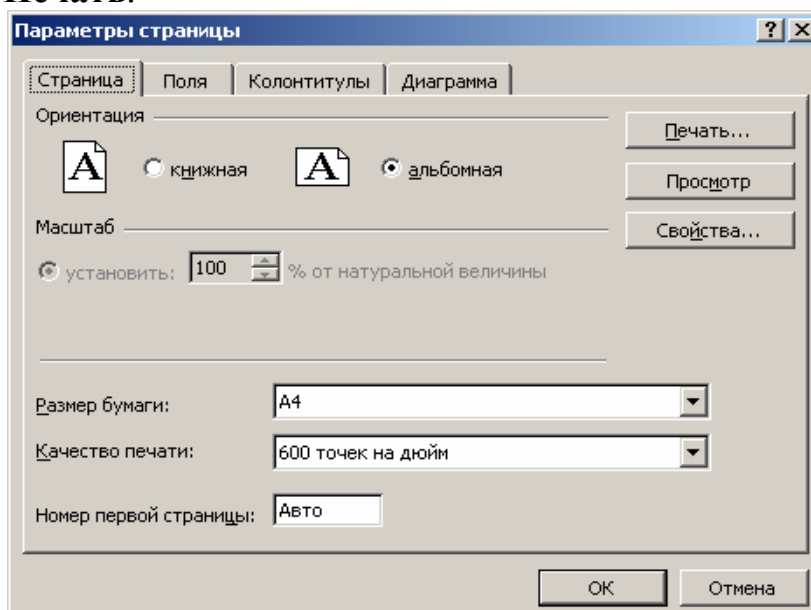 Печать.
Параметры страницы
Страница Поля Колонтитулы Диаграмма
Ориентация
Печать...
A книжная A альбомная
Просмотр
Масштаб
Свойства...
установить: 100 % от натуральной величины
Размер бумаги: A4
Качество печати: 600 точек на дюйм
Номер первой страницы: Авто
ОК Отмена